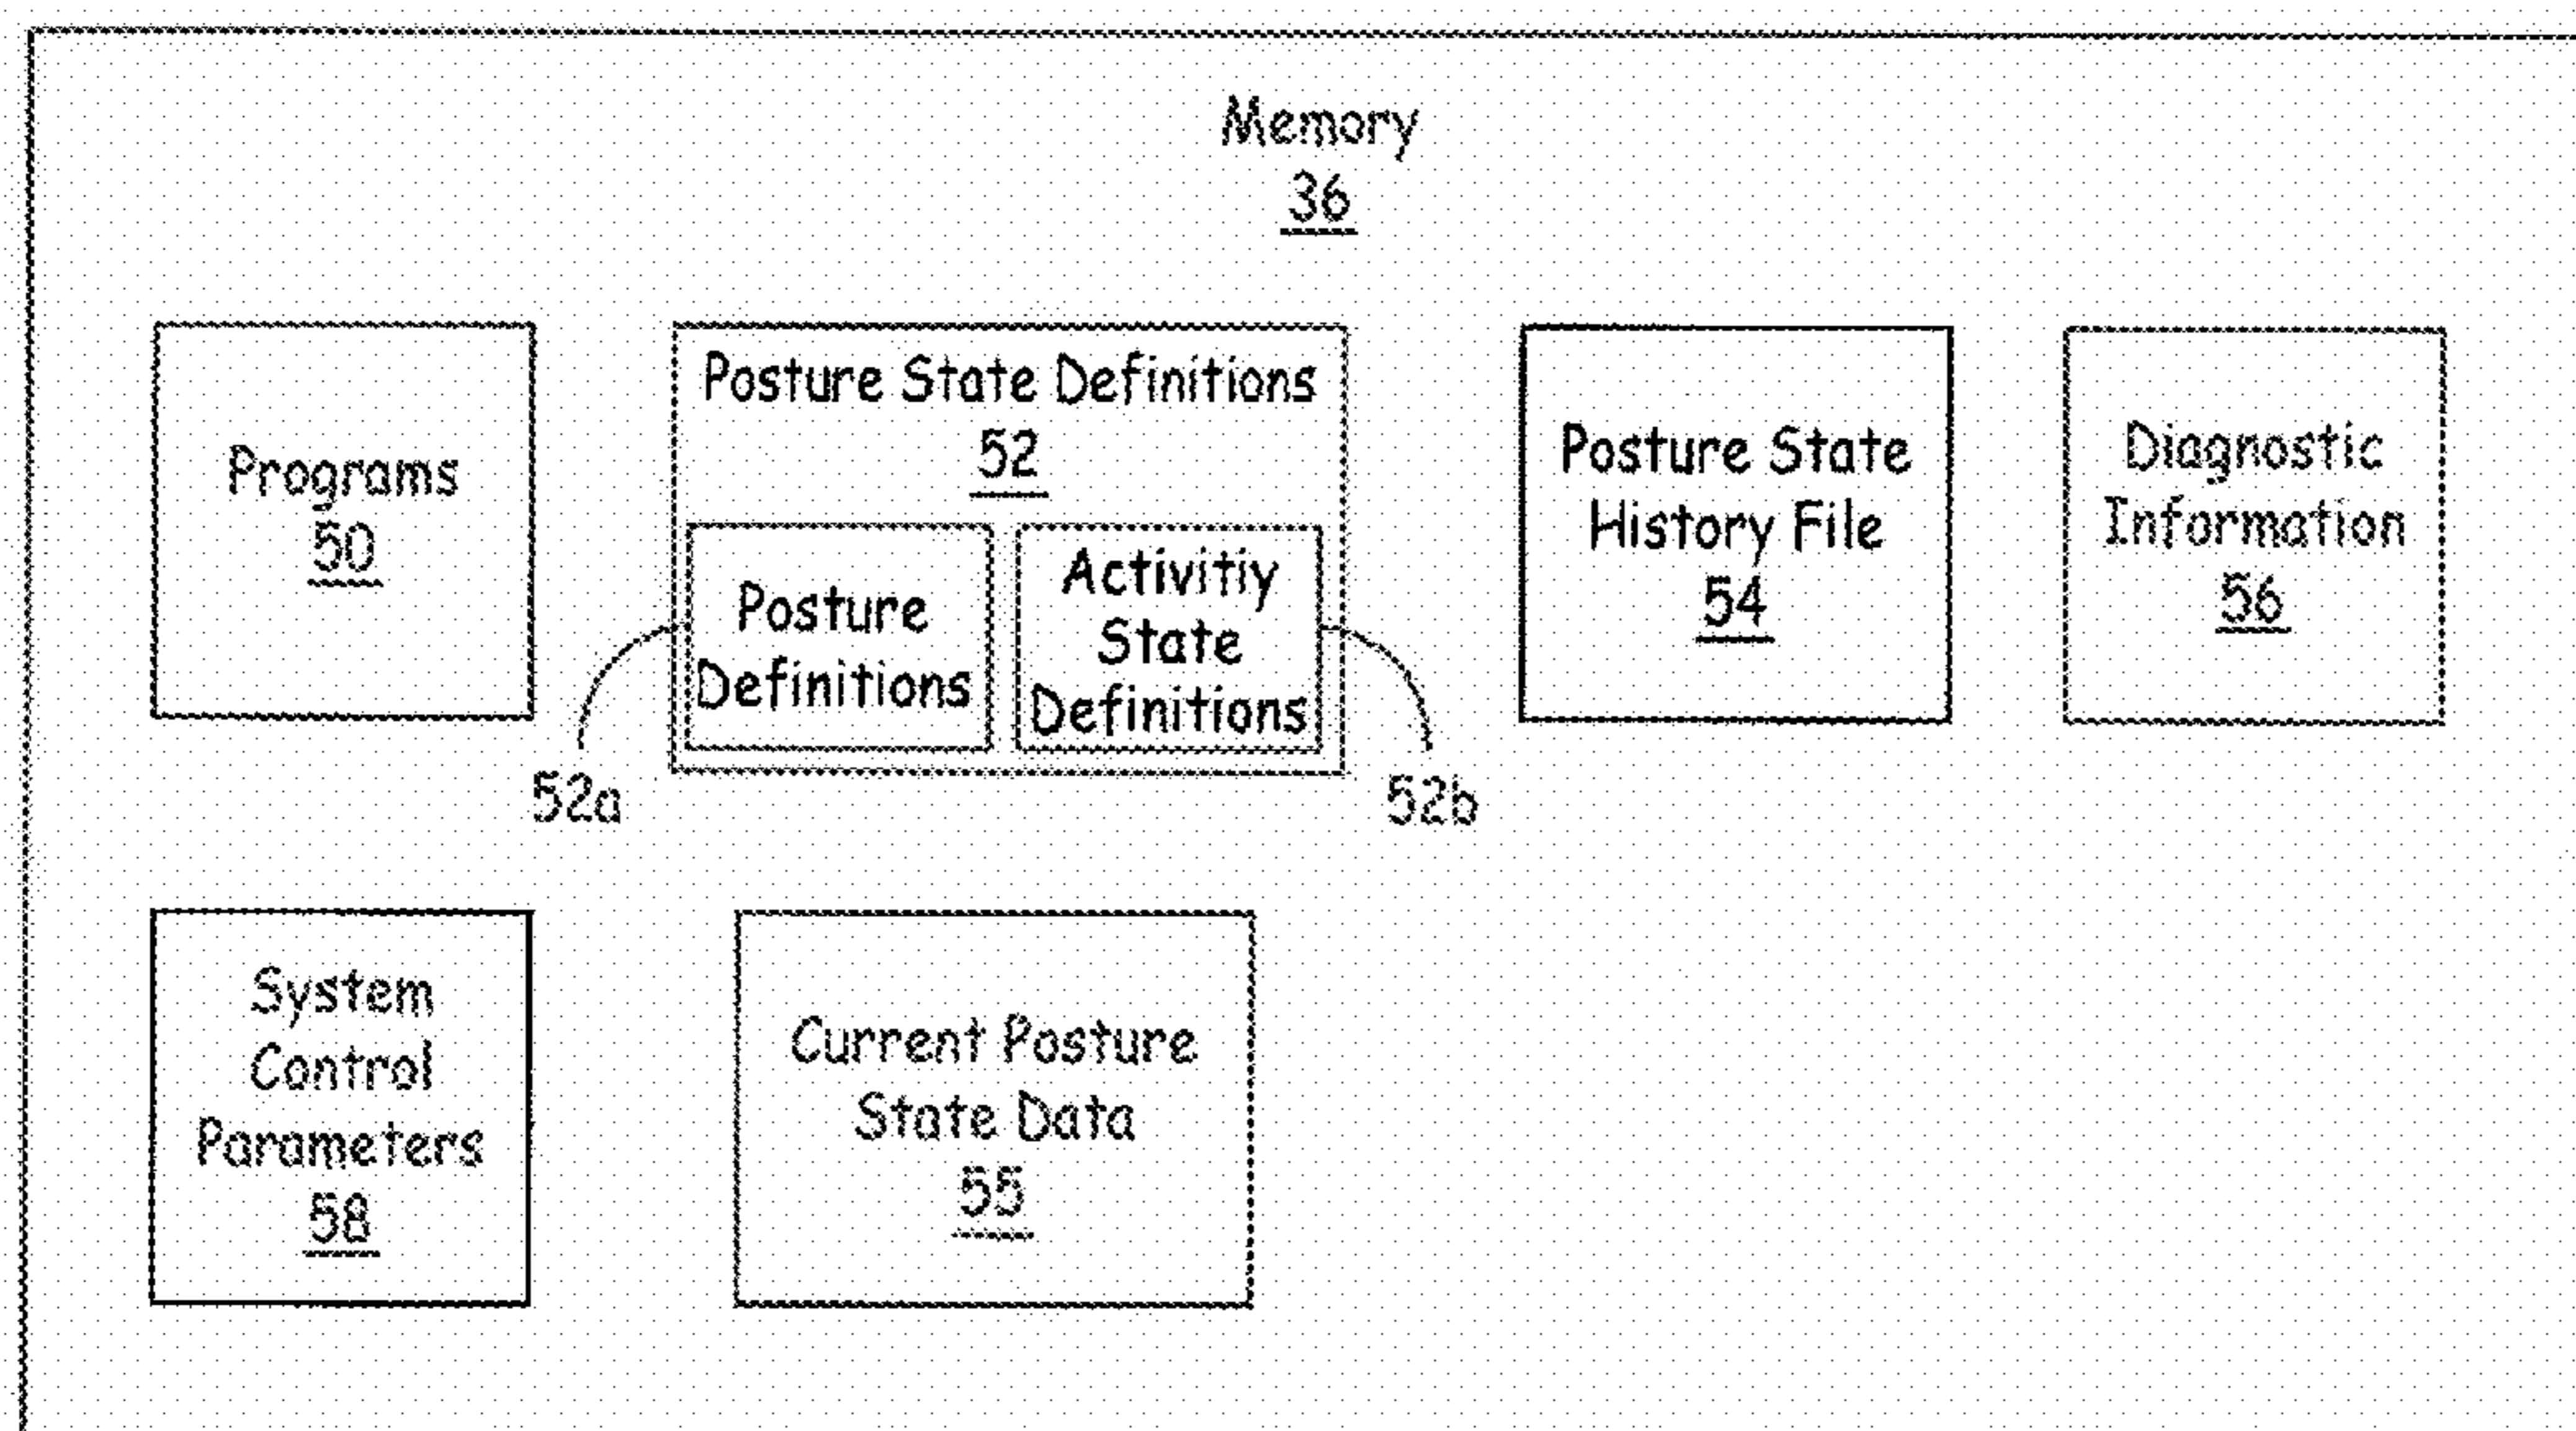 Memory
36
Programs
50
Posture State Definitions
52
Posture
Definitions
Activitiy
State
Definitions
52a
52b
Posture State
History File
54
Diagnostic
Information
56
System
Control
Parameters
58
Current Posture
State Data
55